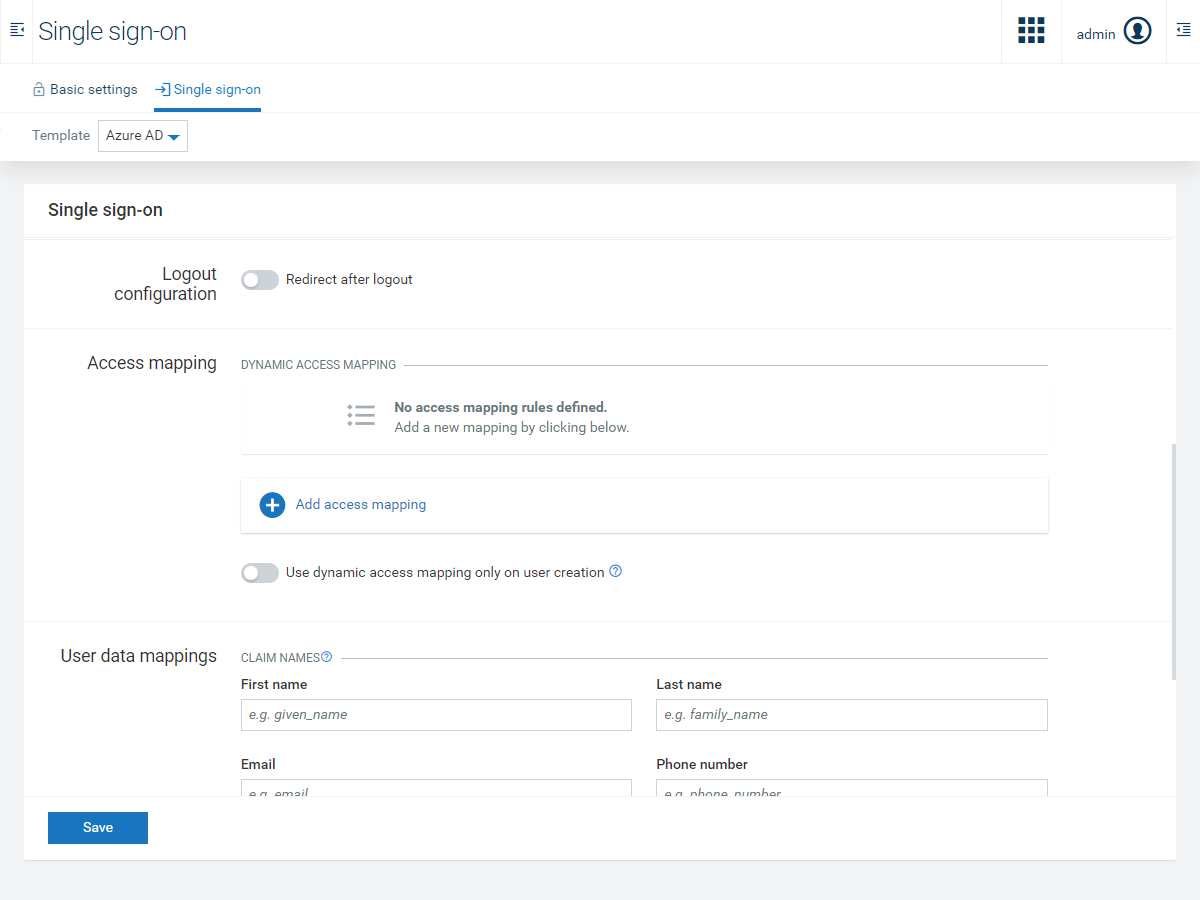 Single sign-on
admin
Basic settings
Single sign-on
Template
Azure AD
Single sign-on
Logout
configuration
Redirect after logout
Access mapping
DYNAMIC ACCESS MAPPING
No access mapping rules defined.
Add a new mapping by clicking below.
Add access mapping
Use dynamic access mapping only on user creation
User data mappings
CLAIM NAMES
First name
Last name
e.g. given_name
e.g. family_name
Email
Phone number
e.g. email
e.g. phone_number
Save